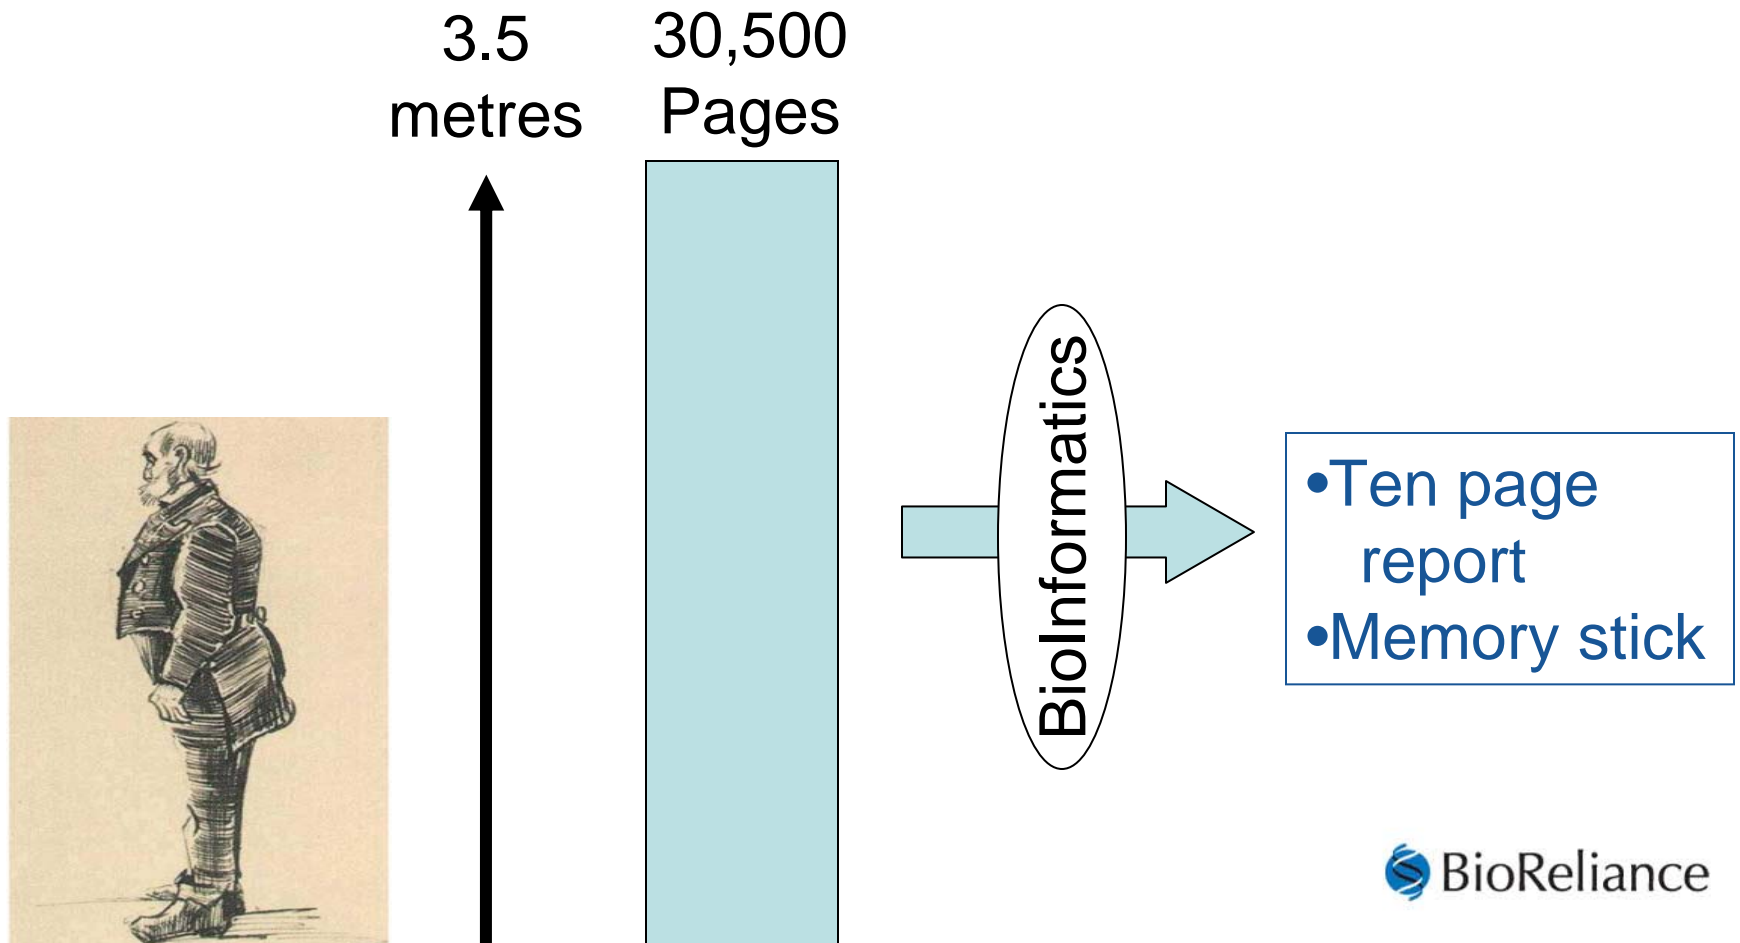 3.5
metres
30,500
Pages
BioInformatics
•Ten page
report
•Memory stick
BioReliance